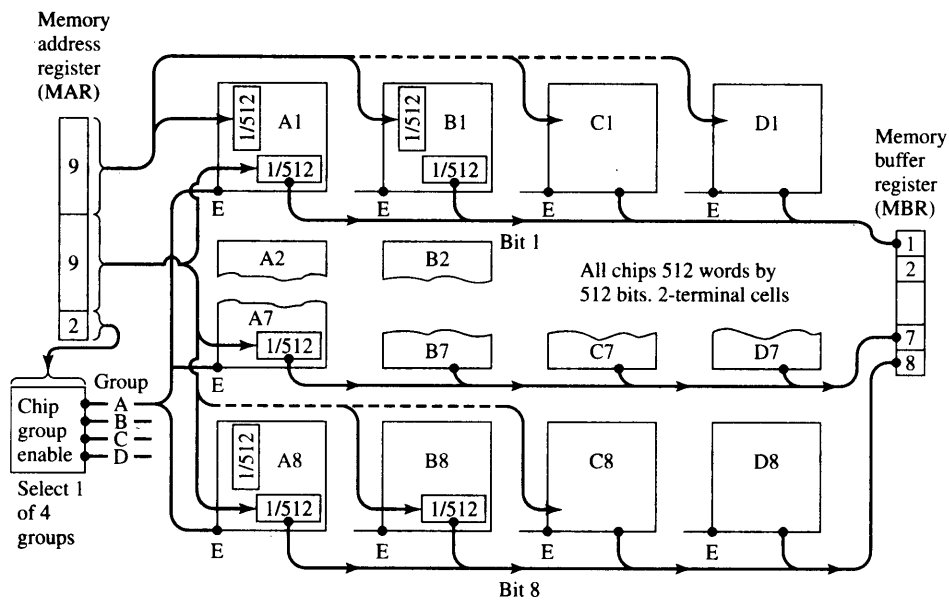 Memory
address
register
(MAR)
9
9
2
1/512
A1
1/512
E
1/512
B1
1/512
E
C1
E
D1
E
Bit 1
Memory
buffer
register
(MBR)
1
2
7
8
A2
B2
All chips 512 words by
512 bits. 2-terminal cells
A7
1/512
E
B7
C7
D7
Group
Chip
group
enable
A
B
C
D
Select 1
of 4
groups
1/512
A8
1/512
E
B8
1/512
E
C8
E
D8
E
Bit 8